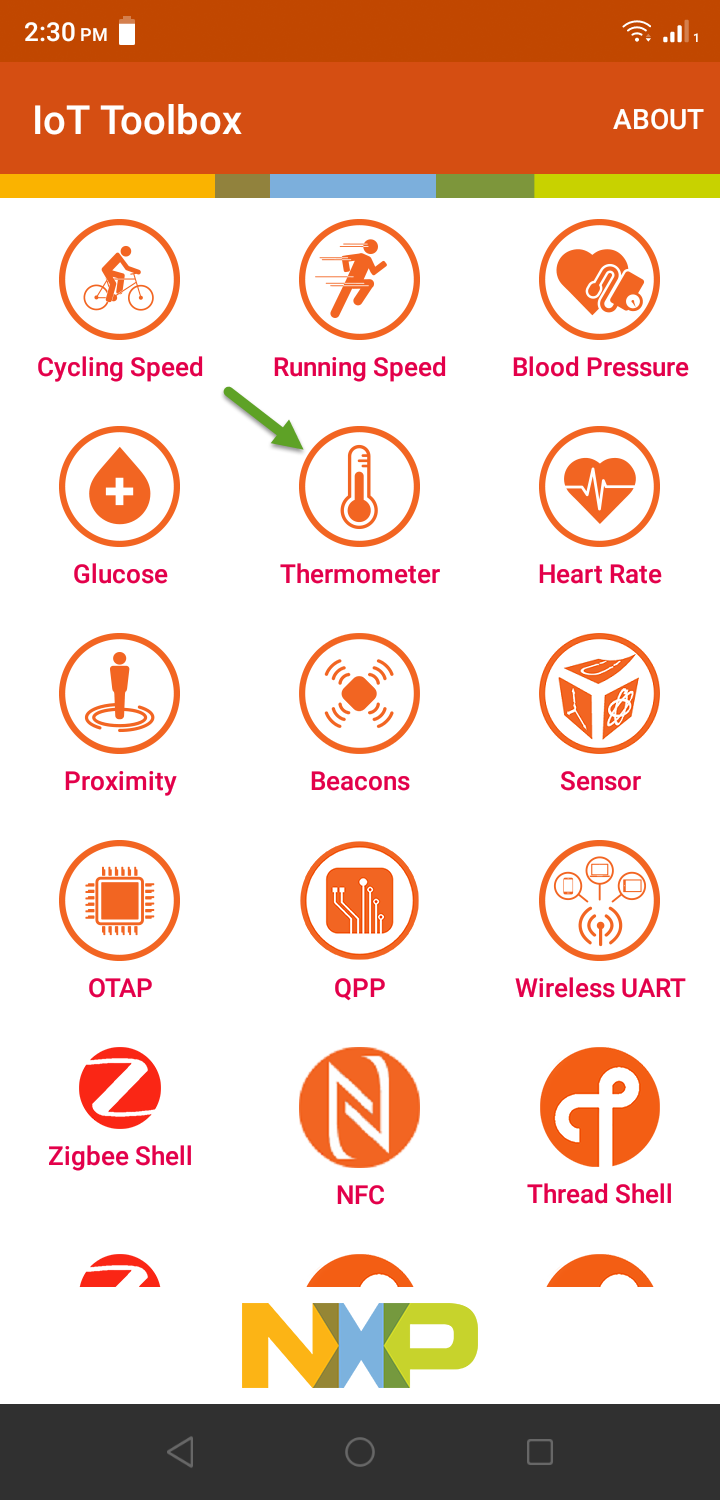 2:30 PM
1
IoT Toolbox
ABOUT
Cycling Speed
Running Speed
Blood Pressure
Glucose
Thermometer
Heart Rate
Proximity
Beacons
Sensor
OTAP
QPP
Wireless UART
Zigbee Shell
NFC
Thread Shell
NXP